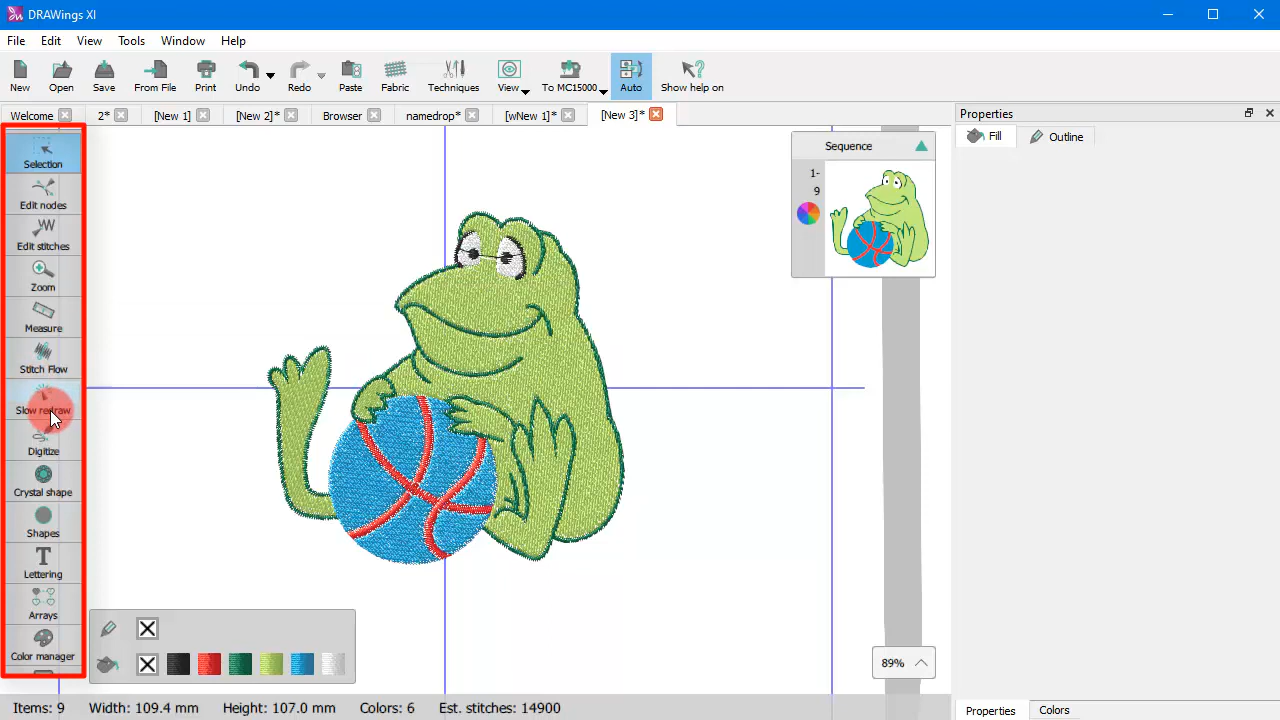 DRAWings XI
File Edit View Tools Window Help
New Open Save From File Print Undo Redo Paste Fabric Techniques View To MC15000 Auto Show help on
Welcome 2* [New 1] [New 2]* Browser namedrop* [wNew 1]* [New 3]*
Properties
Fill Outline
Selection
Edit nodes
Edit stitches
Zoom
Measure
Stitch Flow
Slow redraw
Digitize
Crystal shape
Shapes
Lettering
Arrays
Color manager
Sequence
1-
9
89%
Items: 9 Width: 109.4 mm Height: 107.0 mm Colors: 6 Est. stitches: 14900
Properties Colors